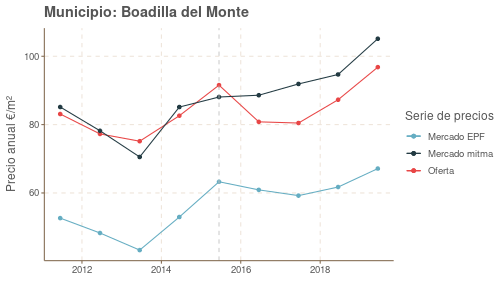 Municipio: Boadilla del Monte
Precio anual €/m²
100
80
60
2012
2014
2016
2018
Serie de precios
Mercado EPF
Mercado mitma
Oferta